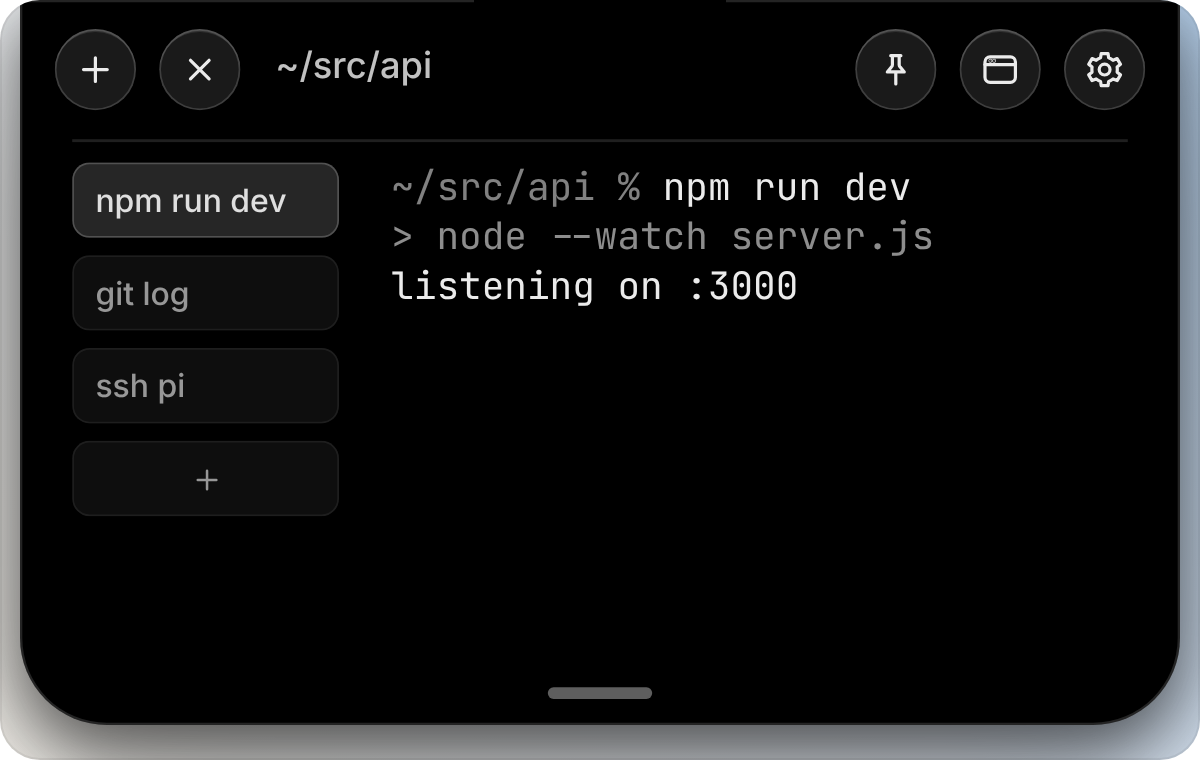 ~/src/api
npm run dev
git log
ssh pi
~/src/api % npm run dev
> node --watch server.js
listening on :3000